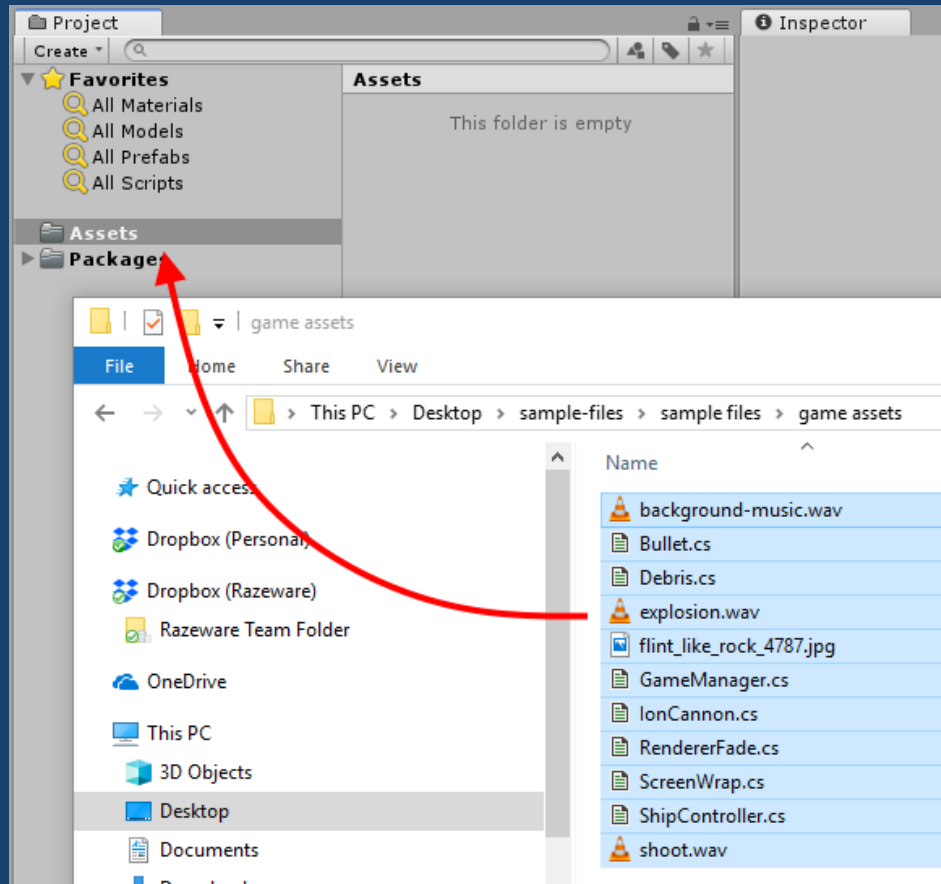 Project
Inspector
Create
Favorites
All Materials
All Models
All Prefabs
All Scripts
Assets
Packages
Assets
This folder is empty
game assets
File
Home
Share
View
This PC > Desktop > sample-files > sample files > game assets
Quick access
Dropbox (Personal)
Dropbox (Razeware)
Razeware Team Folder
OneDrive
This PC
3D Objects
Desktop
Documents
Name
background-music.wav
Bullet.cs
Debris.cs
explosion.wav
flint_like_rock_4787.jpg
GameManager.cs
IonCannon.cs
RendererFade.cs
ScreenWrap.cs
ShipController.cs
shoot.wav